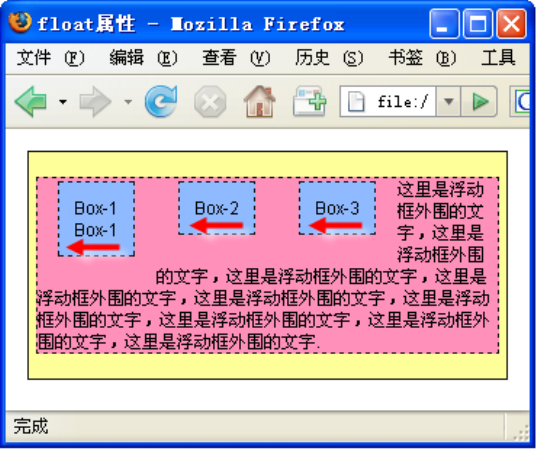 float属性 - Mozilla Firefox
文件 (F) 编辑 (E) 查看 (V) 历史 (S) 书签 (B) 工具
file:/
Box-1
Box-1
Box-2
Box-3
这里是浮动
框外围的文
字，这里是
浮动框外围
的文字，这里是浮动框外围的文字，这里是
浮动框外围的文字，这里是浮动框外围的文字，这里是浮动
框外围的文字，这里是浮动框外围的文字，这里是浮动框外
围的文字，这里是浮动框外围的文字.
完成